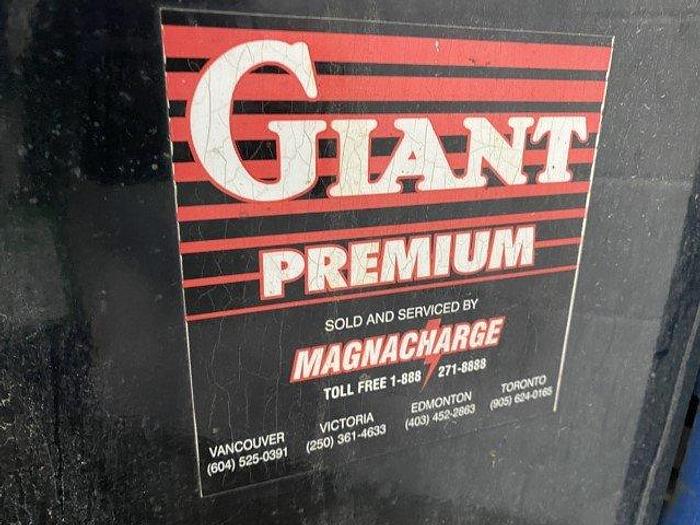 GIANT
PREMIUM
SOLD AND SERVICED BY
MAGNACHARGE
TOLL FREE 1-888 271-8888
VANCOUVER VICTORIA EDMONTON TORONTO
(604) 525-0391 (250) 361-4633 (403) 452-2863 (905) 624-0165